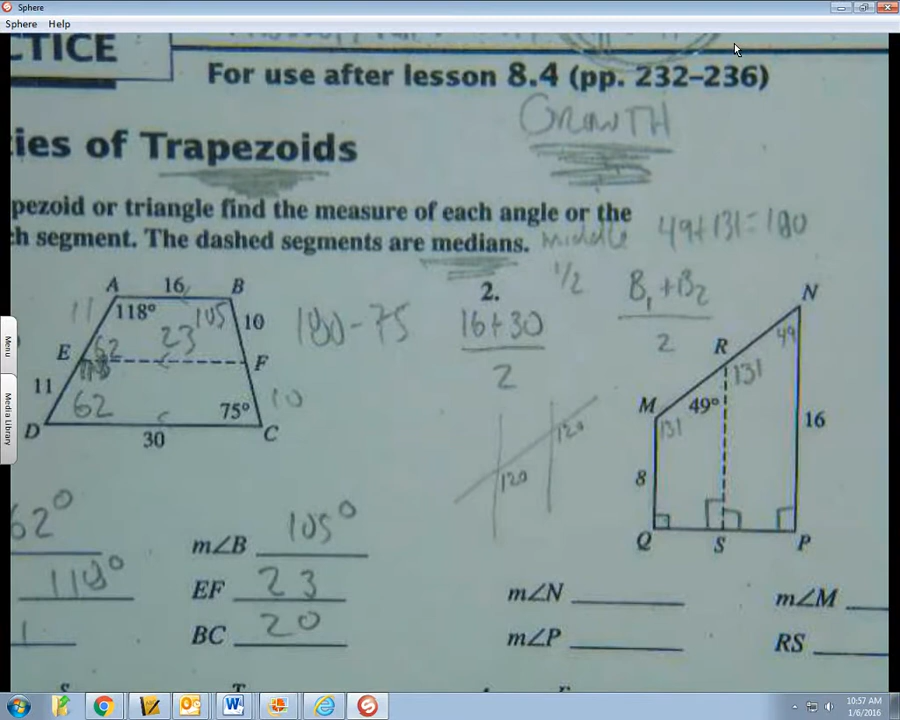 Sphere
Sphere Help
CTICE
For use after lesson 8.4 (pp. 232–236)
GROWTH
ies of Trapezoids
pezoid or triangle find the measure of each angle or the
h segment. The dashed segments are medians. Middle 49+131=180
A 16 B
118° 105
11 10
E 62 23 F
11 62 75° 10
D 30 C
180-75
2. 1/2
16+30
2
B1+B2
2
120 120
N
49
R
131
M 49°
131
8 16
Q S P
62°
m∠B 105°
118°
EF 23
BC 20
m∠N m∠M
m∠P RS
Menu
Media Library
10:57 AM
1/6/2016